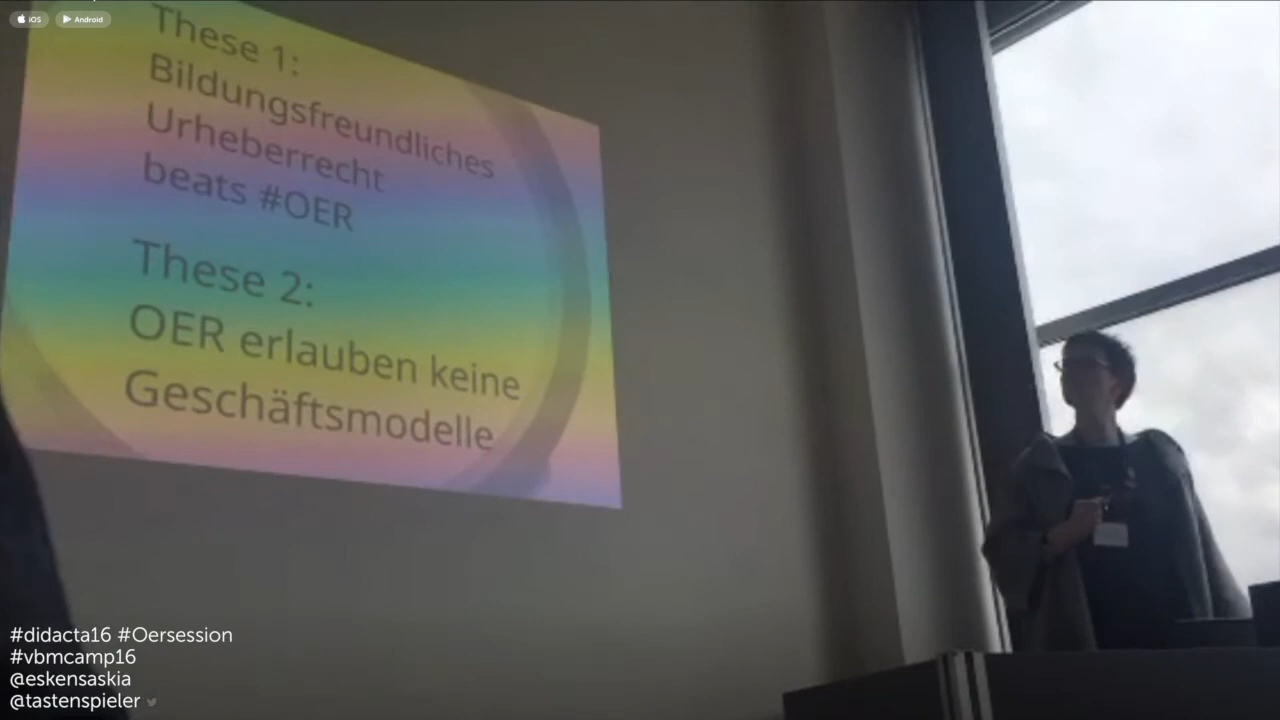 iOS
Android
These 1:
Bildungsfreundliches
Urheberrecht
beats #OER
These 2:
OER erlauben keine
Geschäftsmodelle
#didacta16 #Oersession
#vbmcamp16
@eskensaskia
@tastenspieler